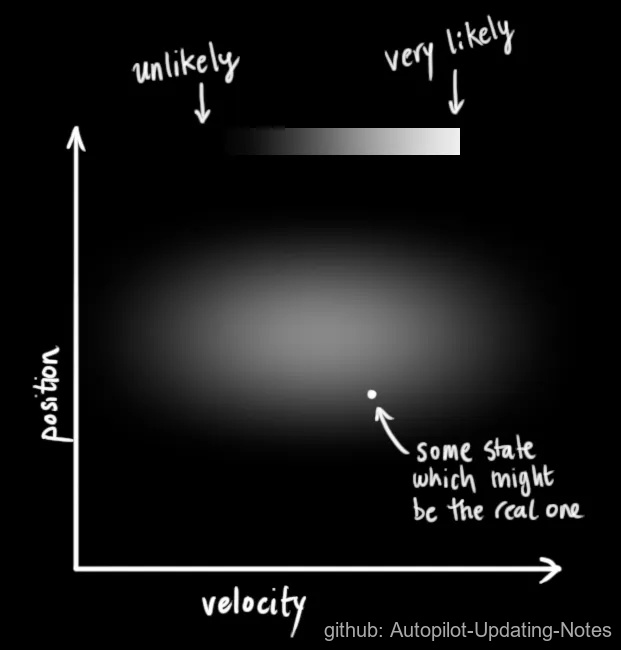 unlikely
very likely
position
some state
which might
be the real one
velocity
github: Autopilot-Updating-Notes